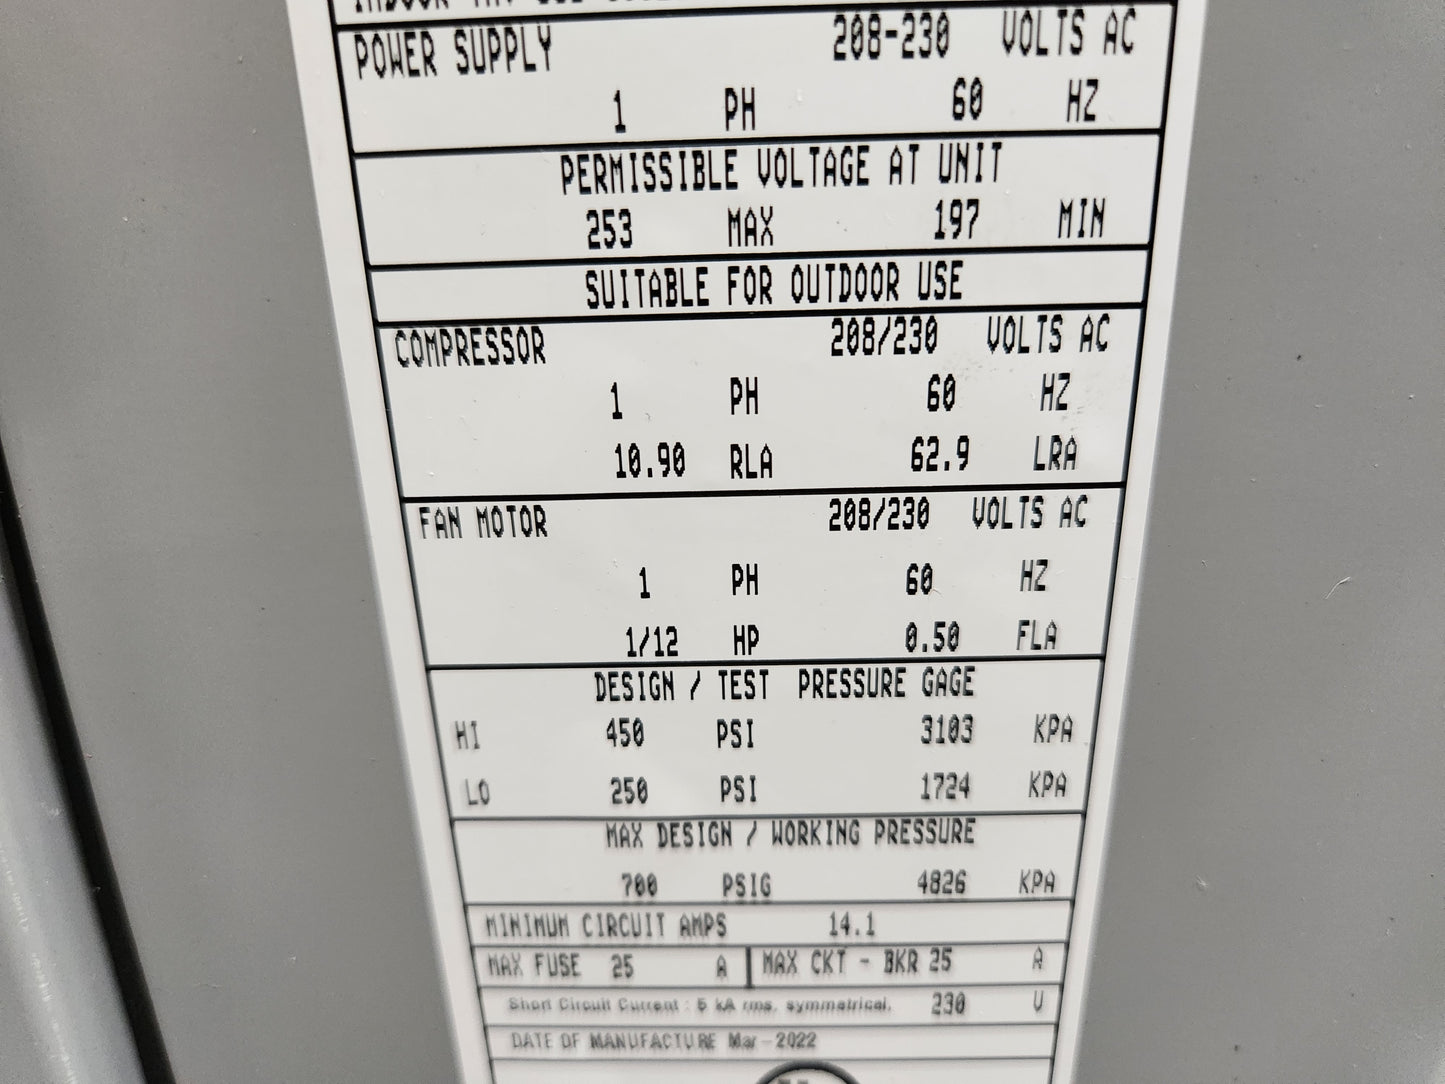 INDOOR TXV
POWER SUPPLY 208-230 VOLTS AC
1 PH 60 HZ
PERMISSIBLE VOLTAGE AT UNIT
253 MAX 197 MIN
SUITABLE FOR OUTDOOR USE
COMPRESSOR 208/230 VOLTS AC
1 PH 60 HZ
10.90 RLA 62.9 LRA
FAN MOTOR 208/230 VOLTS AC
1 PH 60 HZ
1/12 HP 0.50 FLA
DESIGN / TEST PRESSURE GAGE
HI 450 PSI 3103 KPA
LO 250 PSI 1724 KPA
MAX DESIGN / WORKING PRESSURE
700 PSIG 4826 KPA
MINIMUM CIRCUIT AMPS 14.1
MAX FUSE 25 A MAX CKT - BKR 25 A
Short Circuit Current : 5 kA rms, symmetrical, 230 V
DATE OF MANUFACTURE Mar-2022